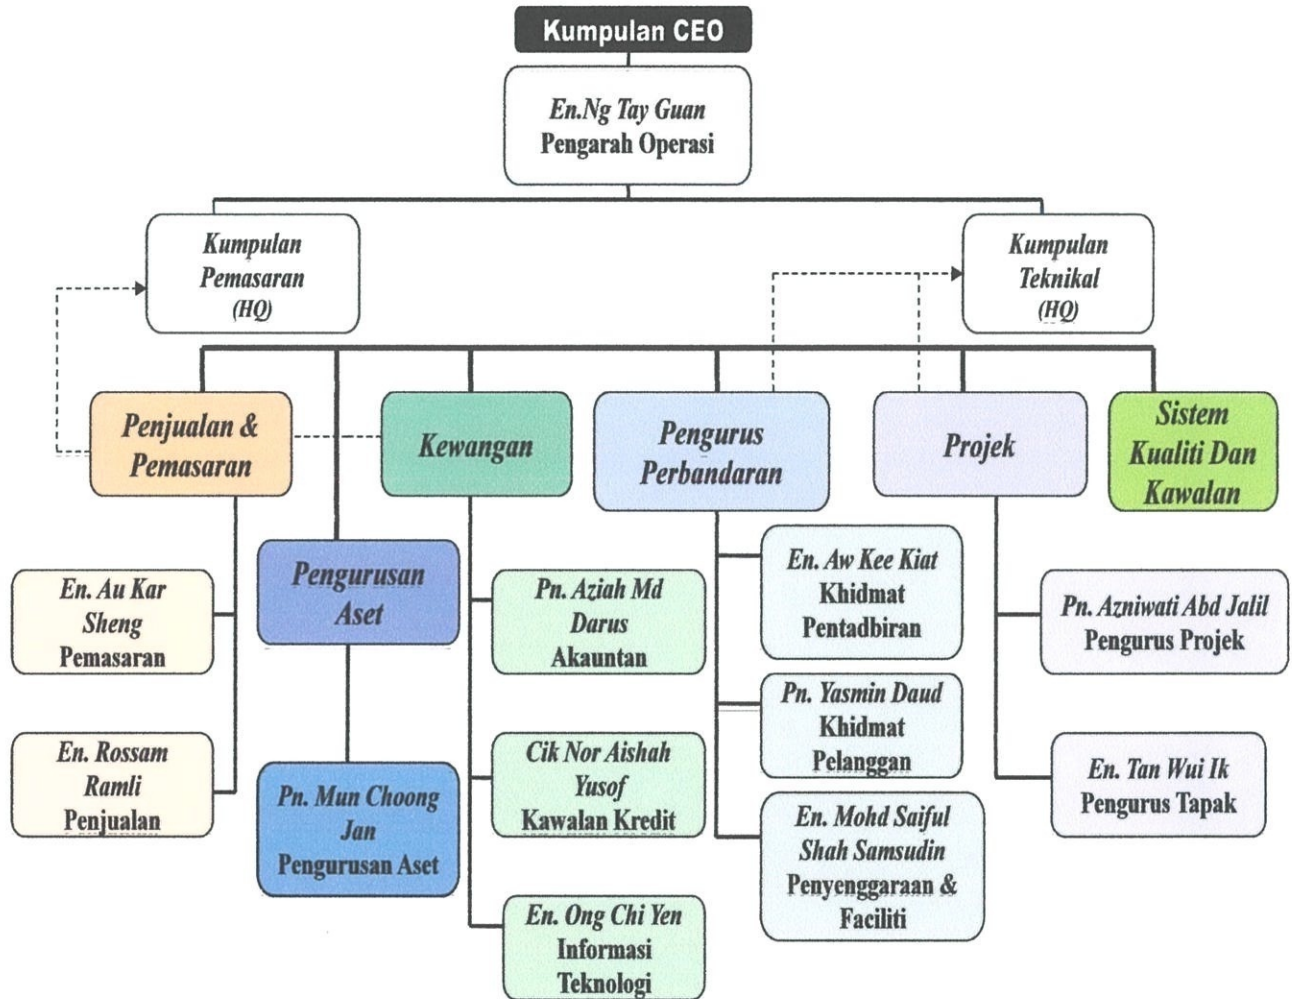 Kumpulan CEO
En.Ng Tay Guan
Pengarah Operasi
Kumpulan
Pemasaran
(HQ)
Kumpulan
Teknikal
(HQ)
Penjualan &
Pemasaran
Kewangan
Pengurus
Perbandaran
Projek
Sistem
Kualiti Dan
Kawalan
En. Au Kar
Sheng
Pemasaran
En. Rossam
Ramli
Penjualan
Pengurusan
Aset
Pn. Mun Choong
Jan
Pengurusan Aset
Pn. Aziah Md
Darus
Akauntan
Cik Nor Aishah
Yusof
Kawalan Kredit
En. Ong Chi Yen
Informasi
Teknologi
En. Aw Kee Kiat
Khidmat
Pentadbiran
Pn. Yasmin Daud
Khidmat
Pelanggan
En. Mohd Saiful
Shah Samsudin
Penyenggaraan &
Faciliti
Pn. Azniwati Abd Jalil
Pengurus Projek
En. Tan Wui Ik
Pengurus Tapak